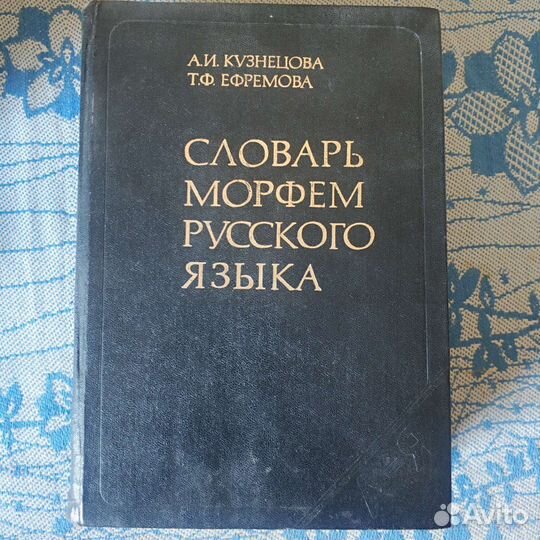 А.И. КУЗНЕЦОВА
Т.Ф. ЕФРЕМОВА
СЛОВАРЬ
МОРФЕМ
РУССКОГО
ЯЗЫКА
Avito